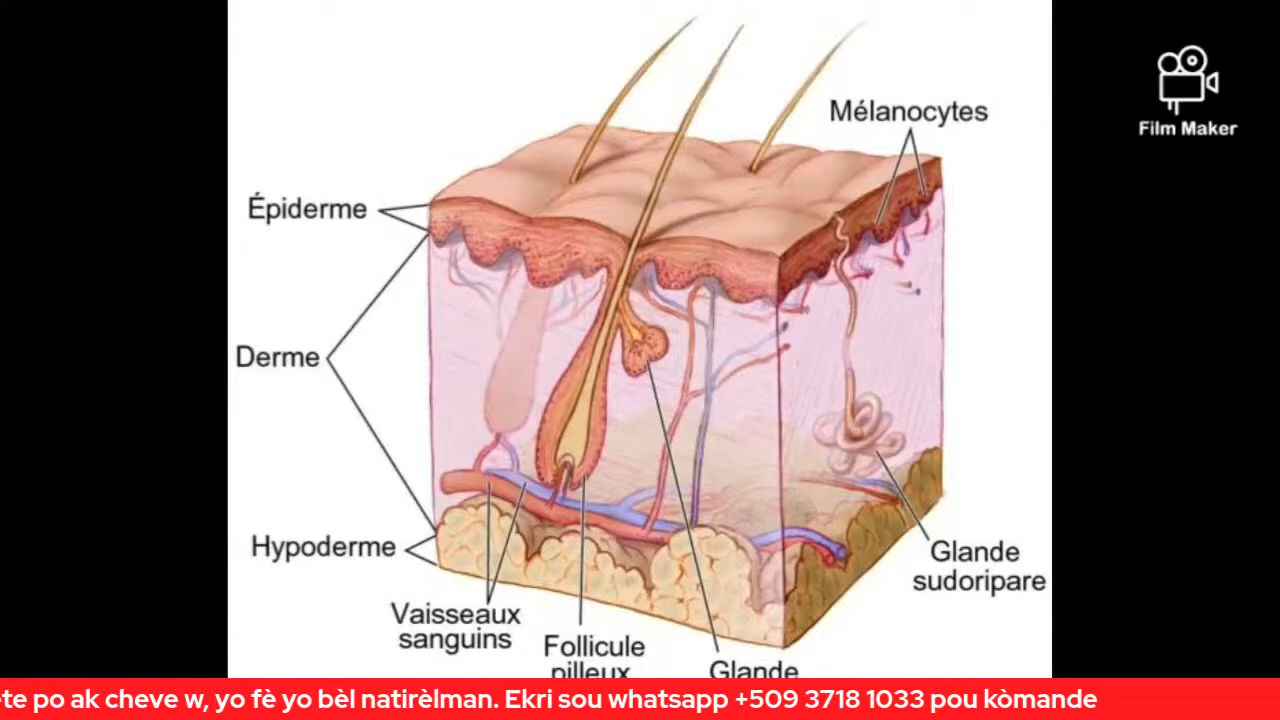 Film Maker
Mélanocytes
Épiderme
Derme
Hypoderme
Glande
sudoripare
Vaisseaux
sanguins
Follicule
pilleux
Glande
po ak cheve w, yo fè yo bèl natirèlman. Ekri sou whatsapp +509 3718 1033 pou kòmande